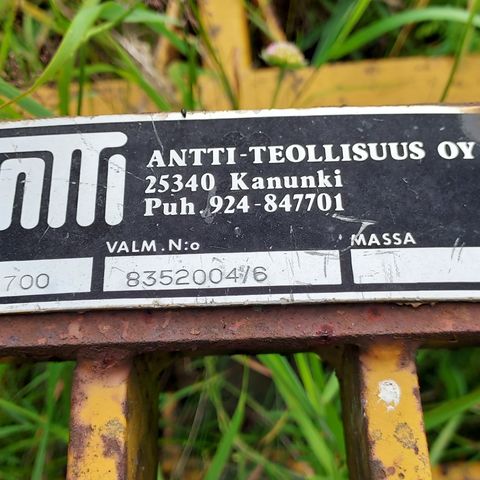 antti ANTTI-TEOLLISUUS OY
25340 Kanunki
Puh 924-847701
VALM. N:o MASSA
700 8352004/6